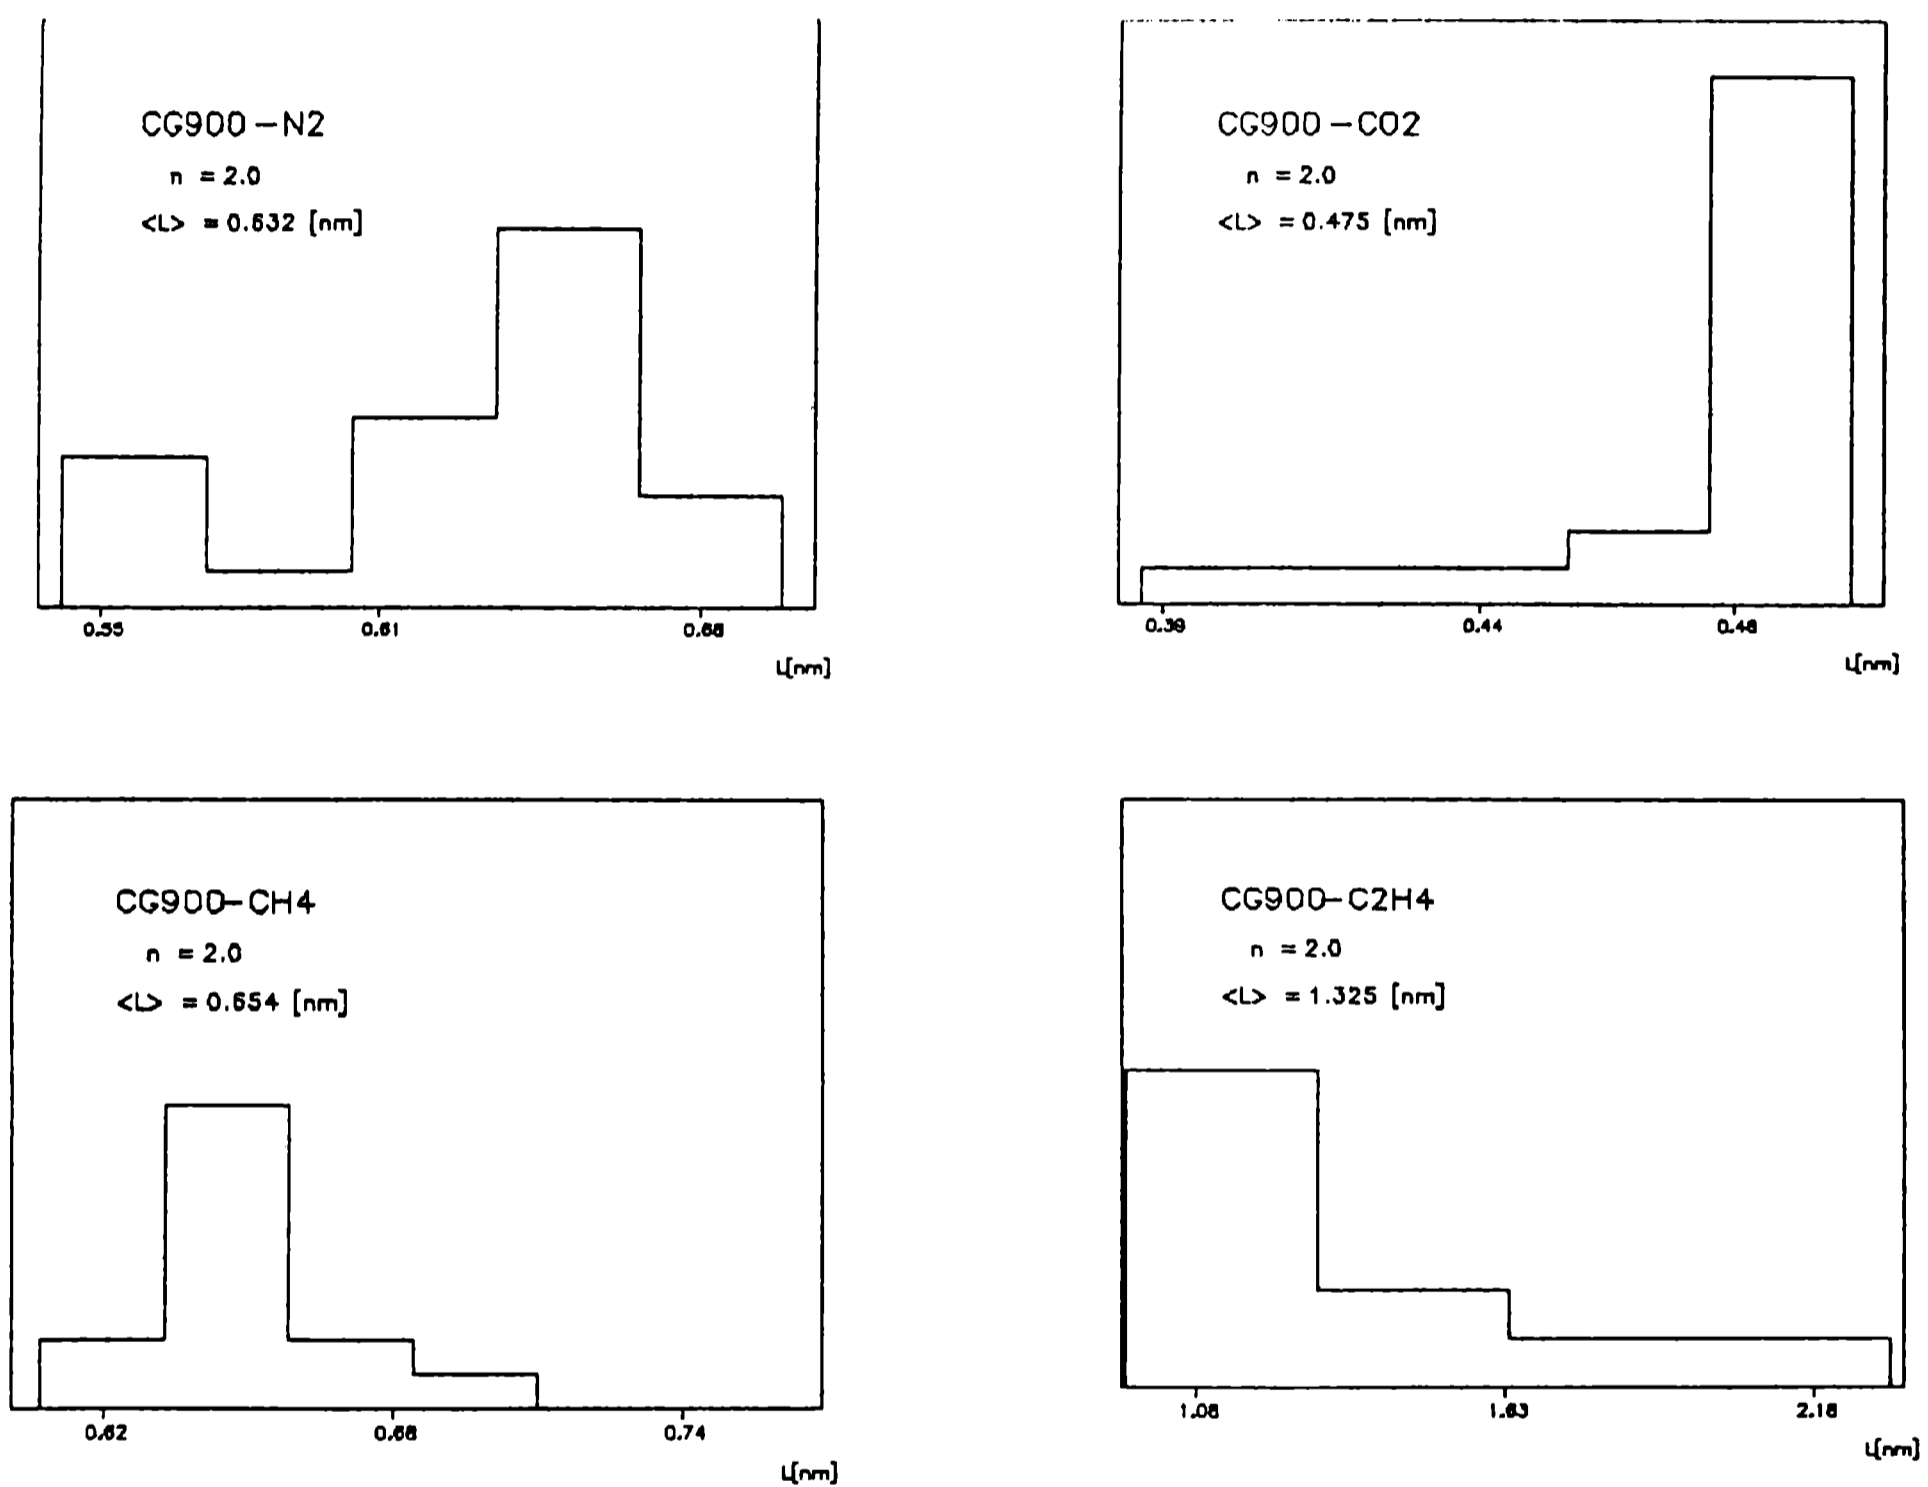 CG900-N2
n = 2.0
<L> = 0.632 [nm]
0.55 0.61 0.68
L[nm]
CG900-CO2
n = 2.0
<L> = 0.475 [nm]
0.39 0.44 0.48
L[nm]
CG900-CH4
n = 2.0
<L> = 0.654 [nm]
0.62 0.68 0.74
L[nm]
CG900-C2H4
n = 2.0
<L> = 1.325 [nm]
1.08 1.63 2.18
L[nm]